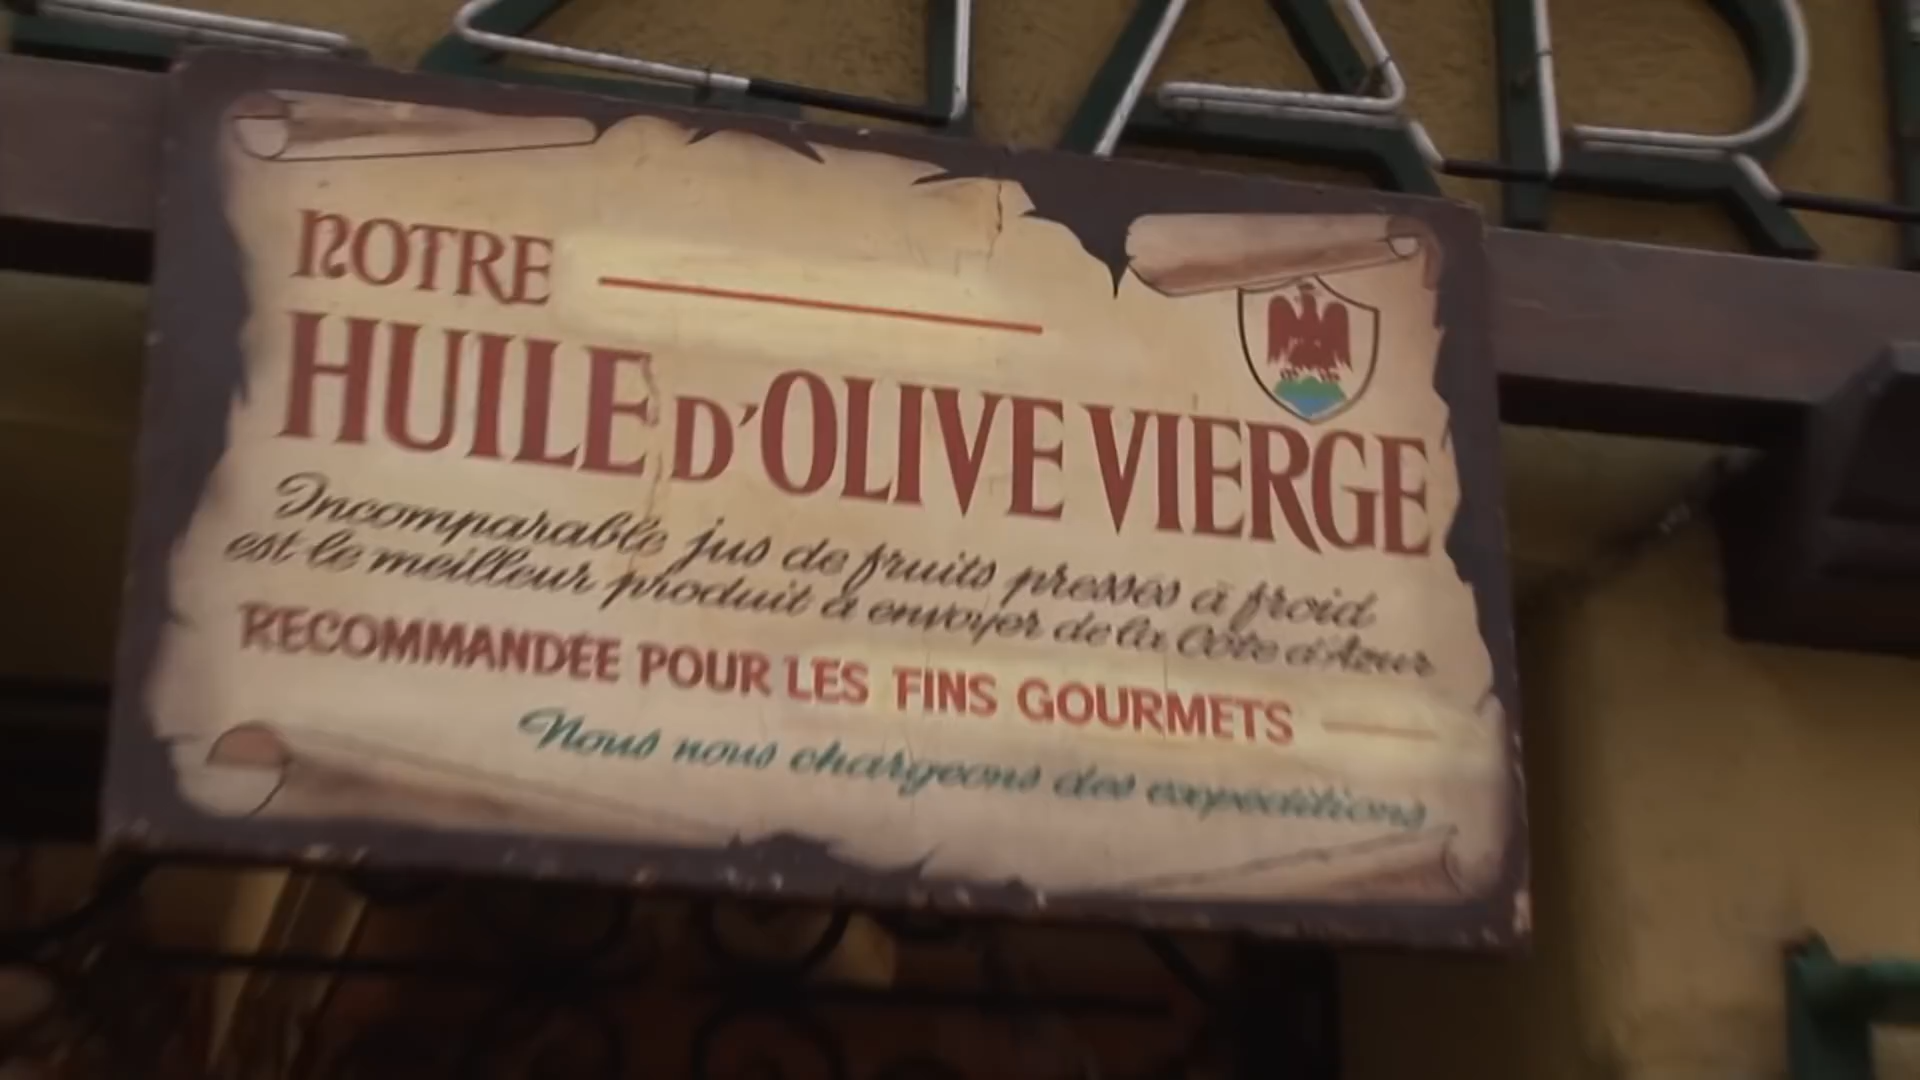 NOTRE
HUILE D'OLIVE VIERGE
Incomparable jus de fruits pressés à froid
est le meilleur produit à envoyer de la Côte d'Azur
RECOMMANDÉE POUR LES FINS GOURMETS
Nous nous chargeons des expéditions